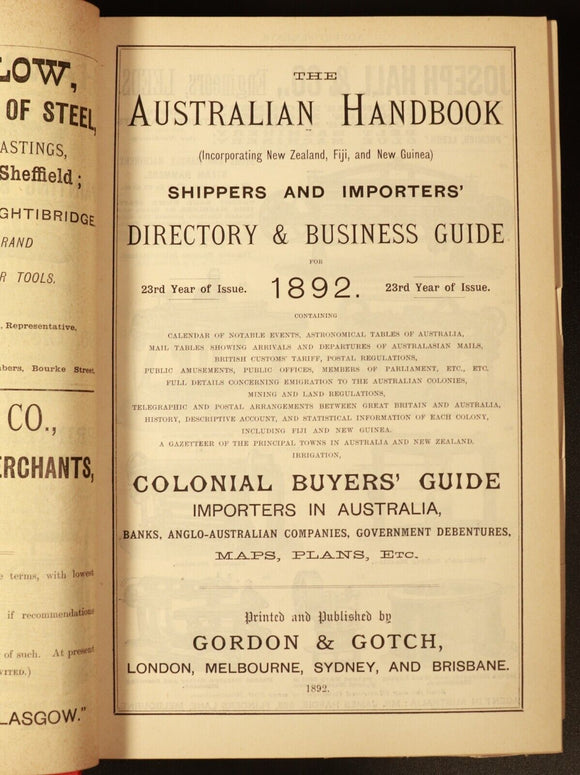 LOW,
OF STEEL,
ASTINGS,
Sheffield;
GHTIBRIDGE
RAND
R TOOLS,
, Representative,
bers, Bourke Street,
CO.,
ERCHANTS,
e terms, with lowest
if recommendations
of such. At present
VITED.)
LASGOW."
THE
AUSTRALIAN HANDBOOK
(Incorporating New Zealand, Fiji, and New Guinea)
SHIPPERS AND IMPORTERS'
DIRECTORY & BUSINESS GUIDE
FOR
23rd Year of Issue. 1892. 23rd Year of Issue.
CONTAINING
CALENDAR OF NOTABLE EVENTS, ASTRONOMICAL TABLES OF AUSTRALIA,
MAIL TABLES SHOWING ARRIVALS AND DEPARTURES OF AUSTRALASIAN MAILS,
BRITISH CUSTOMS' TARIFF, POSTAL REGULATIONS,
PUBLIC AMUSEMENTS, PUBLIC OFFICES, MEMBERS OF PARLIAMENT, ETC., ETC.
FULL DETAILS CONCERNING EMIGRATION TO THE AUSTRALIAN COLONIES,
MINING AND LAND REGULATIONS,
TELEGRAPHIC AND POSTAL ARRANGEMENTS BETWEEN GREAT BRITAIN AND AUSTRALIA,
HISTORY, DESCRIPTIVE ACCOUNT, AND STATISTICAL INFORMATION OF EACH COLONY,
INCLUDING FIJI AND NEW GUINEA.
A GAZETTEER OF THE PRINCIPAL TOWNS IN AUSTRALIA AND NEW ZEALAND.
IRRIGATION,
COLONIAL BUYERS' GUIDE
IMPORTERS IN AUSTRALIA,
BANKS, ANGLO-AUSTRALIAN COMPANIES, GOVERNMENT DEBENTURES,
MAPS, PLANS, ETC.
Printed and Published by
GORDON & GOTCH,
LONDON, MELBOURNE, SYDNEY, AND BRISBANE.
1892.